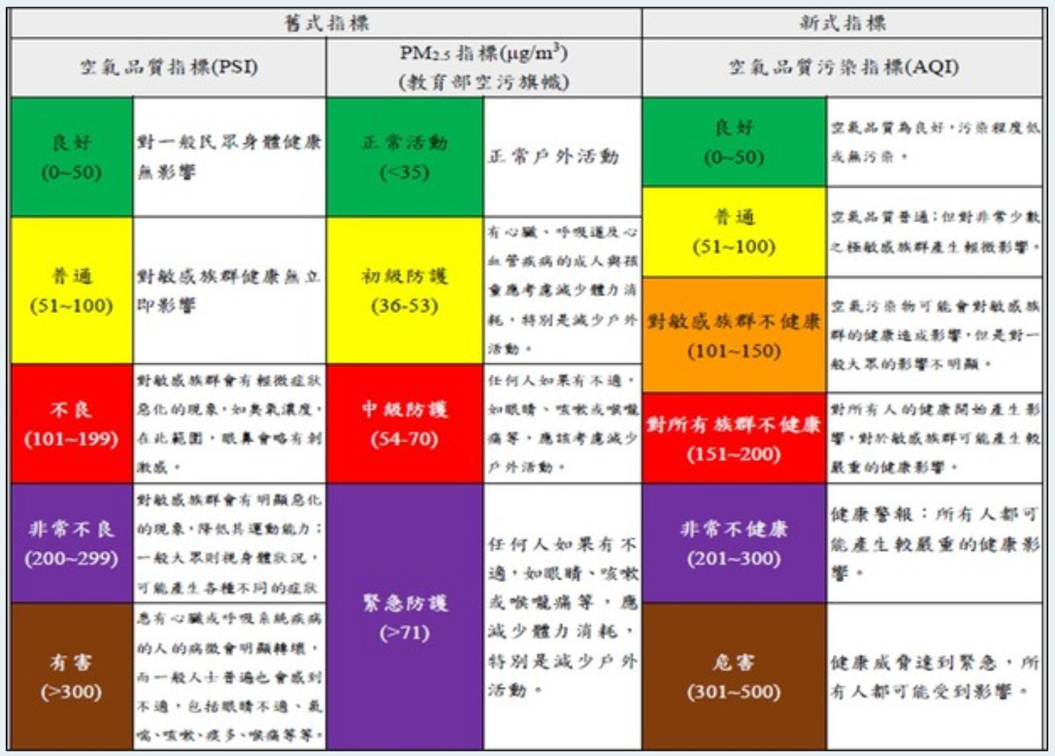 舊式指標
新式指標
空氣品質指標(PSI)
PM2.5 指標(μg/m³)
(教育部空污旗幟)
空氣品質污染指標(AQI)
良好
(0~50)
對一般民眾身體健康
無影響
正常活動
(<35)
正常戶外活動
良好
(0~50)
空氣品質為良好，污染程度低
或無污染。
普通
(51~100)
對敏感族群健康無立
即影響
初級防護
(36-53)
有心臟、呼吸道及心
血管疾病的成人與孩
童應考慮減少體力消
耗，特別是減少戶外
活動。
普通
(51~100)
空氣品質普通；但對非常少數
之極敏感族群產生輕微影響。
對敏感族群不健康
(101~150)
空氣污染物可能會對敏感族
群的健康造成影響，但是對一
般大眾的影響不明顯。
不良
(101~199)
對敏感族群會有輕微症狀
惡化的現象，如臭氧濃度，
在此範圍，眼鼻會略有刺
激感。
中級防護
(54-70)
任何人如果有不適，
如眼睛、咳嗽或喉嚨
痛等，應該考慮減少
戶外活動。
對所有族群不健康
(151~200)
對所有人的健康開始產生影
響，對於敏感族群可能產生較
嚴重的健康影響。
非常不良
(200~299)
對敏感族群會有明顯惡化
的現象，降低其運動能力；
一般大眾則視身體狀況，
可能產生各種不同的症狀
緊急防護
(>71)
任何人如果有不
適，如眼睛、咳嗽
或喉嚨痛等，應
減少體力消耗，
特別是減少戶外
活動。
非常不健康
(201~300)
健康警報：所有人都可
能產生較嚴重的健康影
響。
有害
(>300)
患有心臟或呼吸系統疾病
的人的病徵會明顯轉壞，
而一般人士普遍也會感到
不適，包括眼睛不適、氣
喘、咳嗽、痰多、喉痛等等。
危害
(301~500)
健康威脅達到緊急，所
有人都可能受到影響。